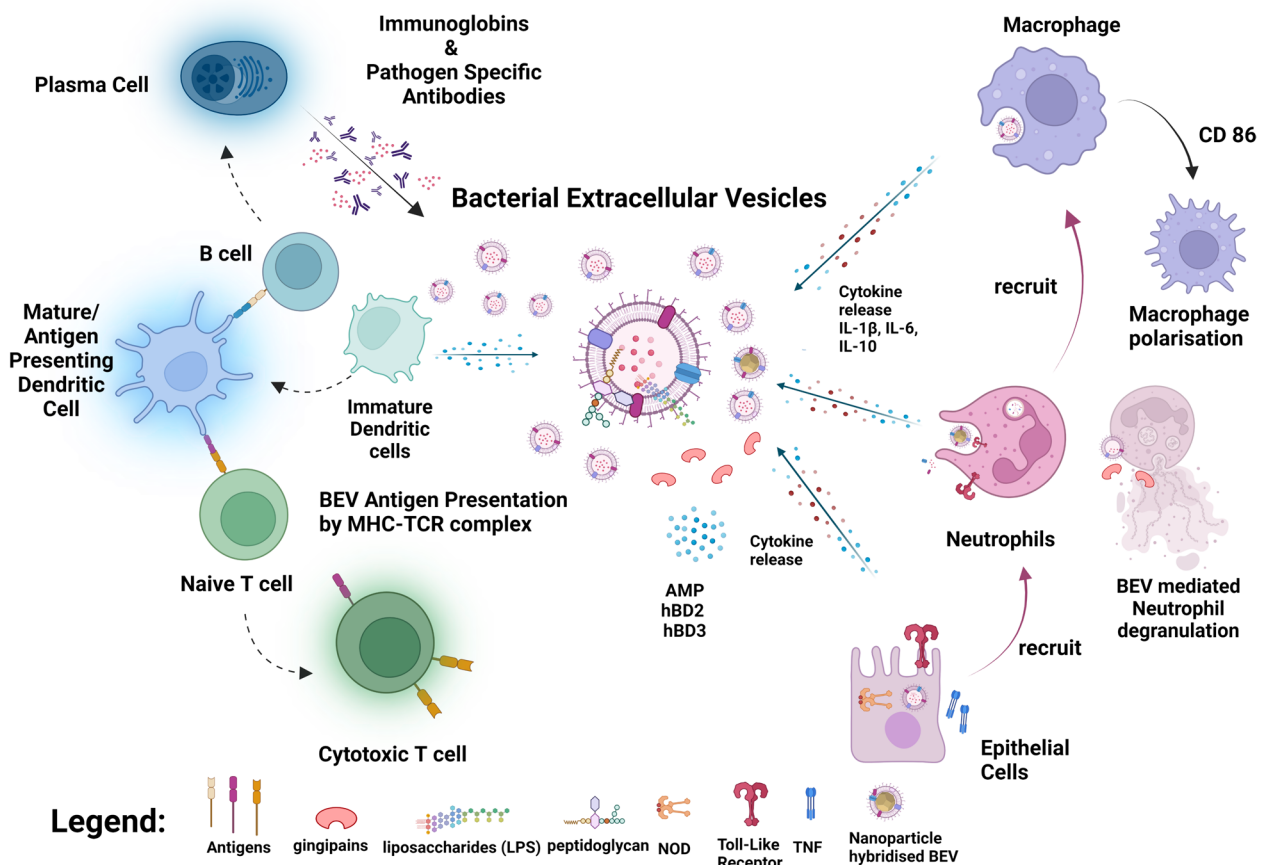 Immunoglobins
&
Pathogen Specific
Antibodies
Macrophage
Plasma Cell
CD 86
Bacterial Extracellular Vesicles
B cell
Mature/
Antigen
Presenting
Dendritic
Cell
Immature
Dendritic
cells
Cytokine
release
IL-1β, IL-6,
IL-10
recruit
Macrophage
polarisation
BEV Antigen Presentation
by MHC-TCR complex
Naive T cell
Cytokine
release
AMP
hBD2
hBD3
Neutrophils
BEV mediated
Neutrophil
degranulation
recruit
Cytotoxic T cell
Epithelial
Cells
Legend:
Antigens
gingipains
liposaccharides (LPS)
peptidoglycan
NOD
Toll-Like
Receptor
TNF
Nanoparticle
hybridised BEV